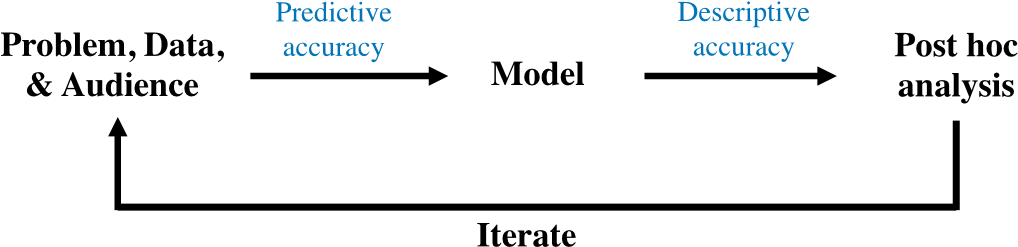 Predictive
accuracy
Descriptive
accuracy
Problem, Data,
& Audience
Model
Post hoc
analysis
Iterate